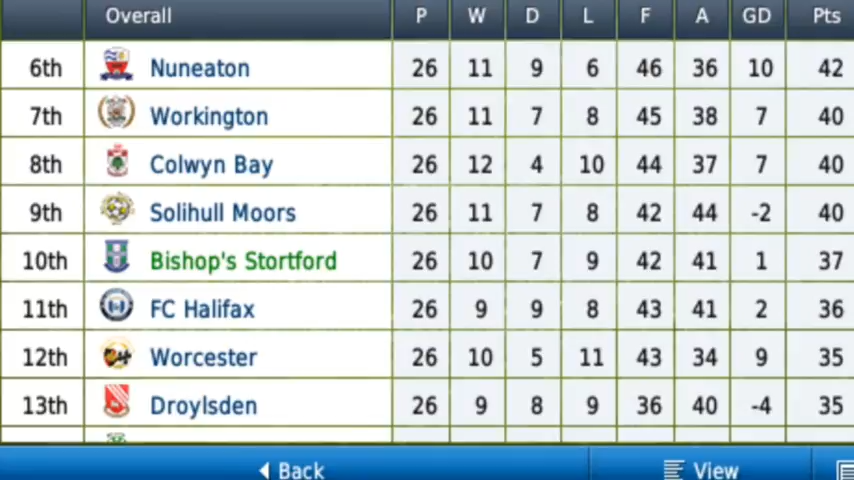 Overall P W D L F A GD Pts
6th Nuneaton 26 11 9 6 46 36 10 42
7th Workington 26 11 7 8 45 38 7 40
8th Colwyn Bay 26 12 4 10 44 37 7 40
9th Solihull Moors 26 11 7 8 42 44 -2 40
10th Bishop's Stortford 26 10 7 9 42 41 1 37
11th FC Halifax 26 9 9 8 43 41 2 36
12th Worcester 26 10 5 11 43 34 9 35
13th Droylsden 26 9 8 9 36 40 -4 35
Back View